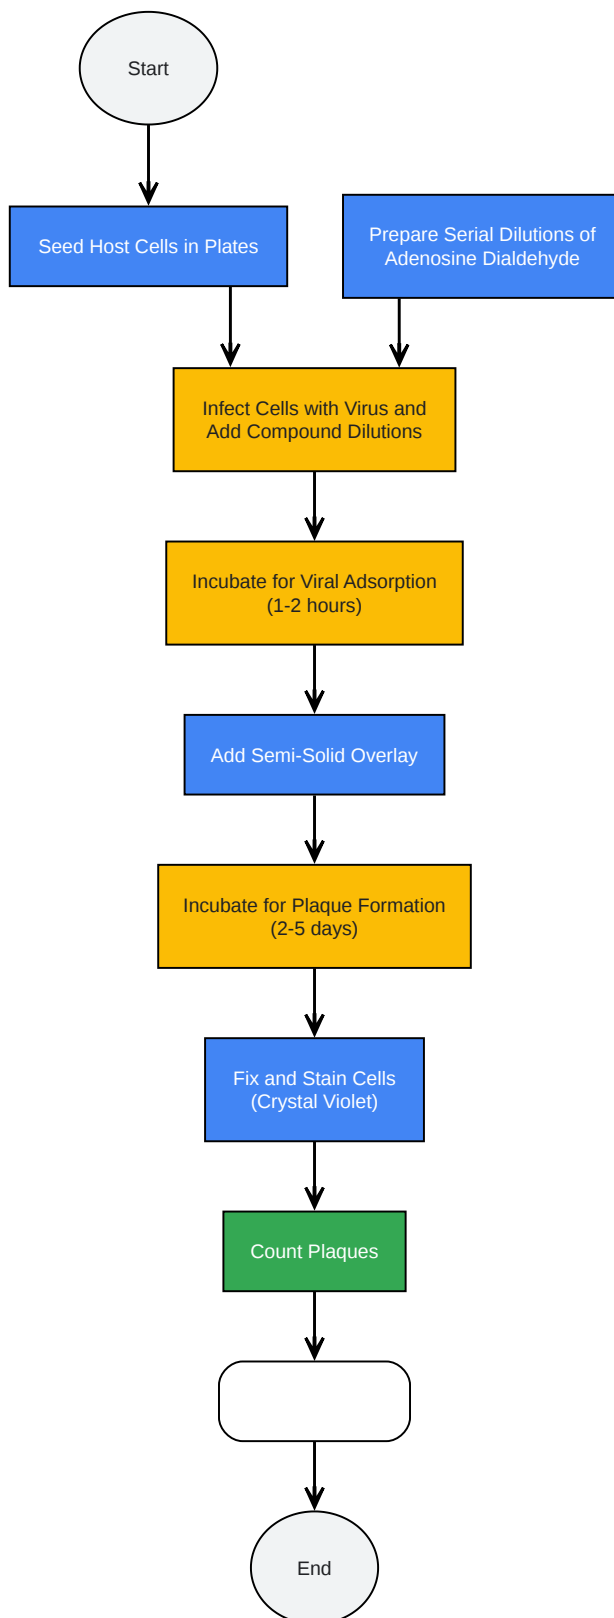 Start
Seed Host Cells in Plates
Prepare Serial Dilutions of
Adenosine Dialdehyde
Infect Cells with Virus and
Add Compound Dilutions
Incubate for Viral Adsorption
(1-2 hours)
Add Semi-Solid Overlay
Incubate for Plaque Formation
(2-5 days)
Fix and Stain Cells
(Crystal Violet)
Count Plaques
End